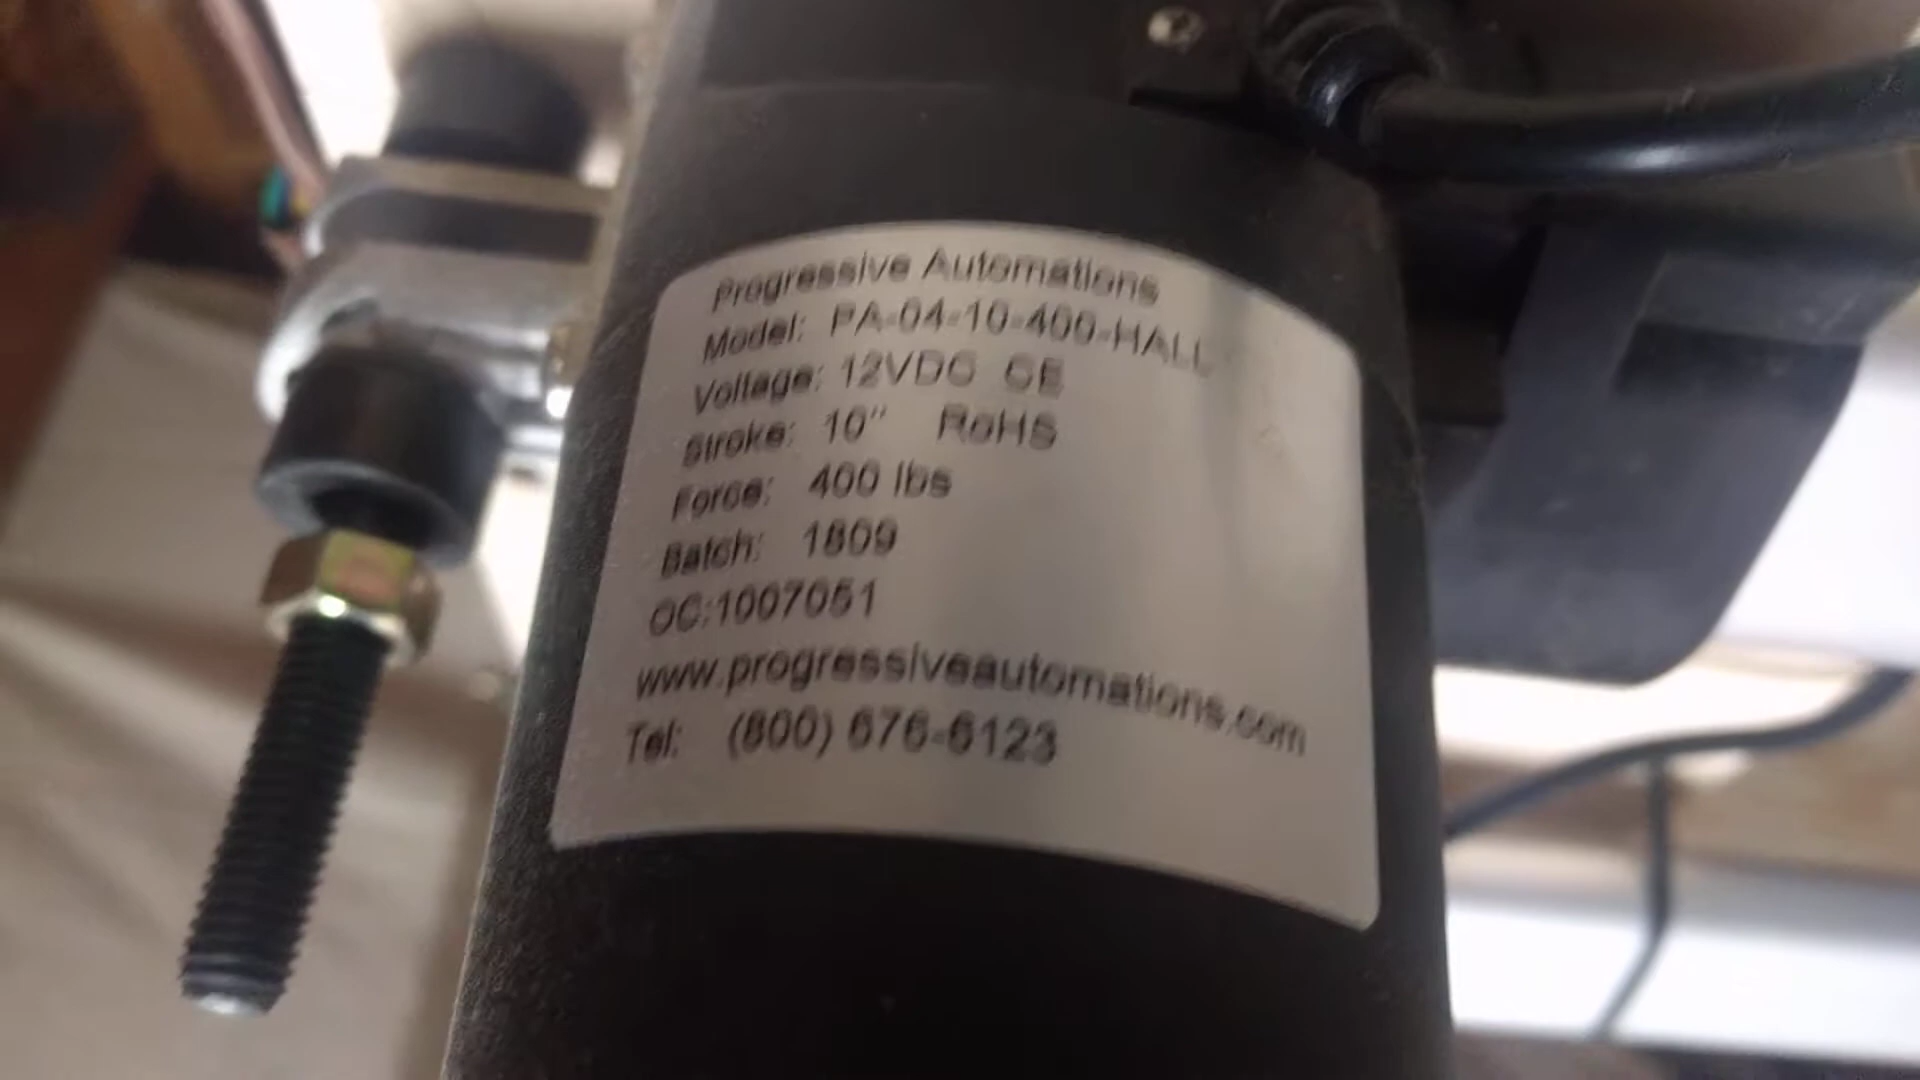 Progressive Automations
Model: PA-04-10-400-HALL
Voltage: 12VDC CE
Stroke: 10" RoHS
Force: 400 lbs
Batch: 1809
OC:1007051
www.progressiveautomations.com
Tel: (800) 676-6123